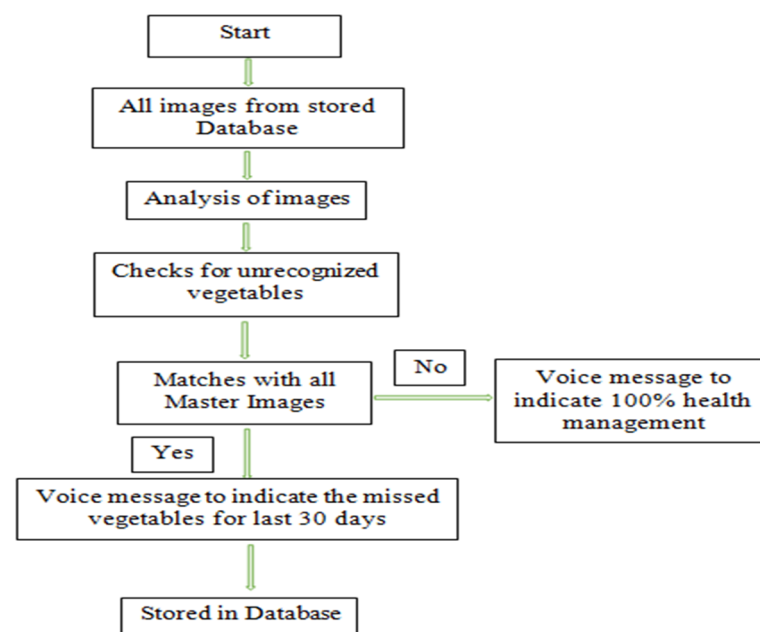 Start
All images from stored
Database
Analysis of images
Checks for unrecognized
vegetables
Matches with all
Master Images
No
Voice message to
indicate 100% health
management
Yes
Voice message to indicate the missed
vegetables for last 30 days
Stored in Database